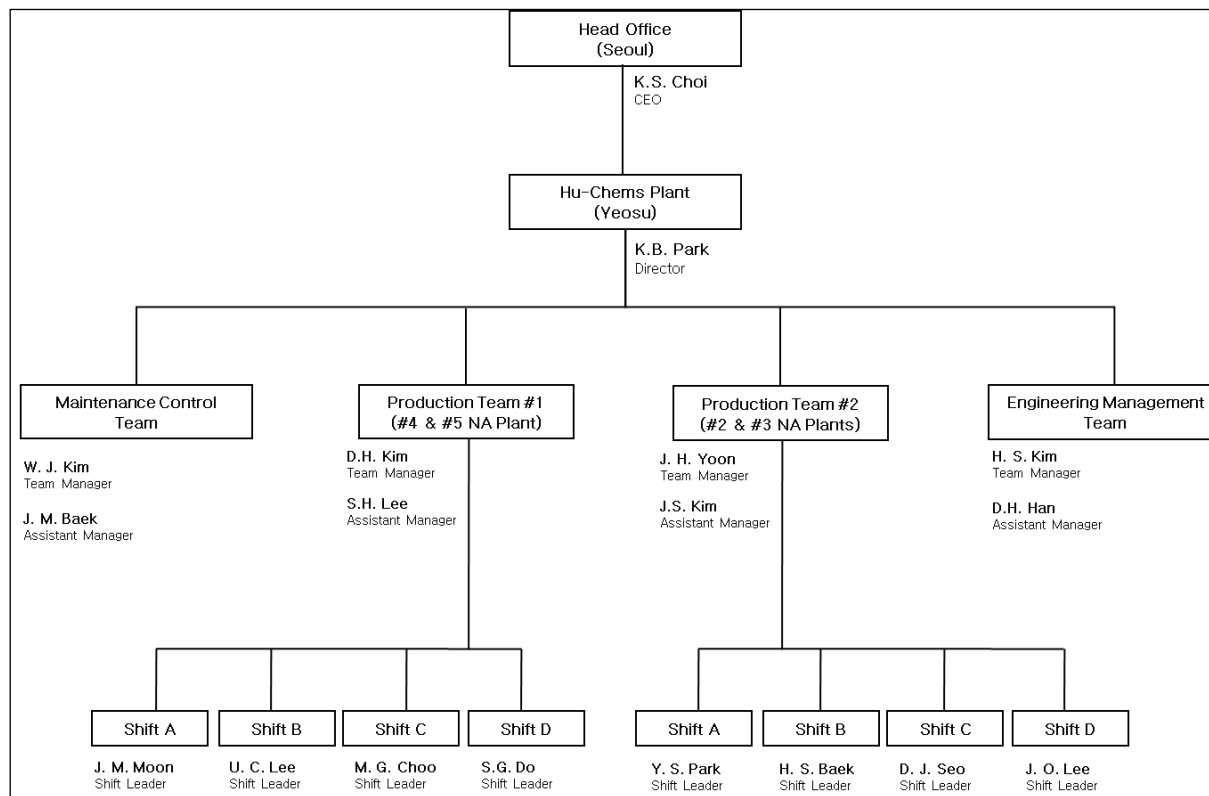 Head Office
(Seoul)
K.S. Choi
CEO
Hu-Chems Plant
(Yeosu)
K.B. Park
Director
Maintenance Control
Team
W. J. Kim
Team Manager
J. M. Baek
Assistant Manager
Production Team #1
(#4 & #5 NA Plant)
D.H. Kim
Team Manager
S.H. Lee
Assistant Manager
Production Team #2
(#2 & #3 NA Plants)
J. H. Yoon
Team Manager
J.S. Kim
Assistant Manager
Engineering Management
Team
H. S. Kim
Team Manager
D.H. Han
Assistant Manager
Shift A
J. M. Moon
Shift Leader
Shift B
U. C. Lee
Shift Leader
Shift C
M. G. Choo
Shift Leader
Shift D
S.G. Do
Shift Leader
Shift A
Y. S. Park
Shift Leader
Shift B
H. S. Baek
Shift Leader
Shift C
D. J. Seo
Shift Leader
Shift D
J. O. Lee
Shift Leader